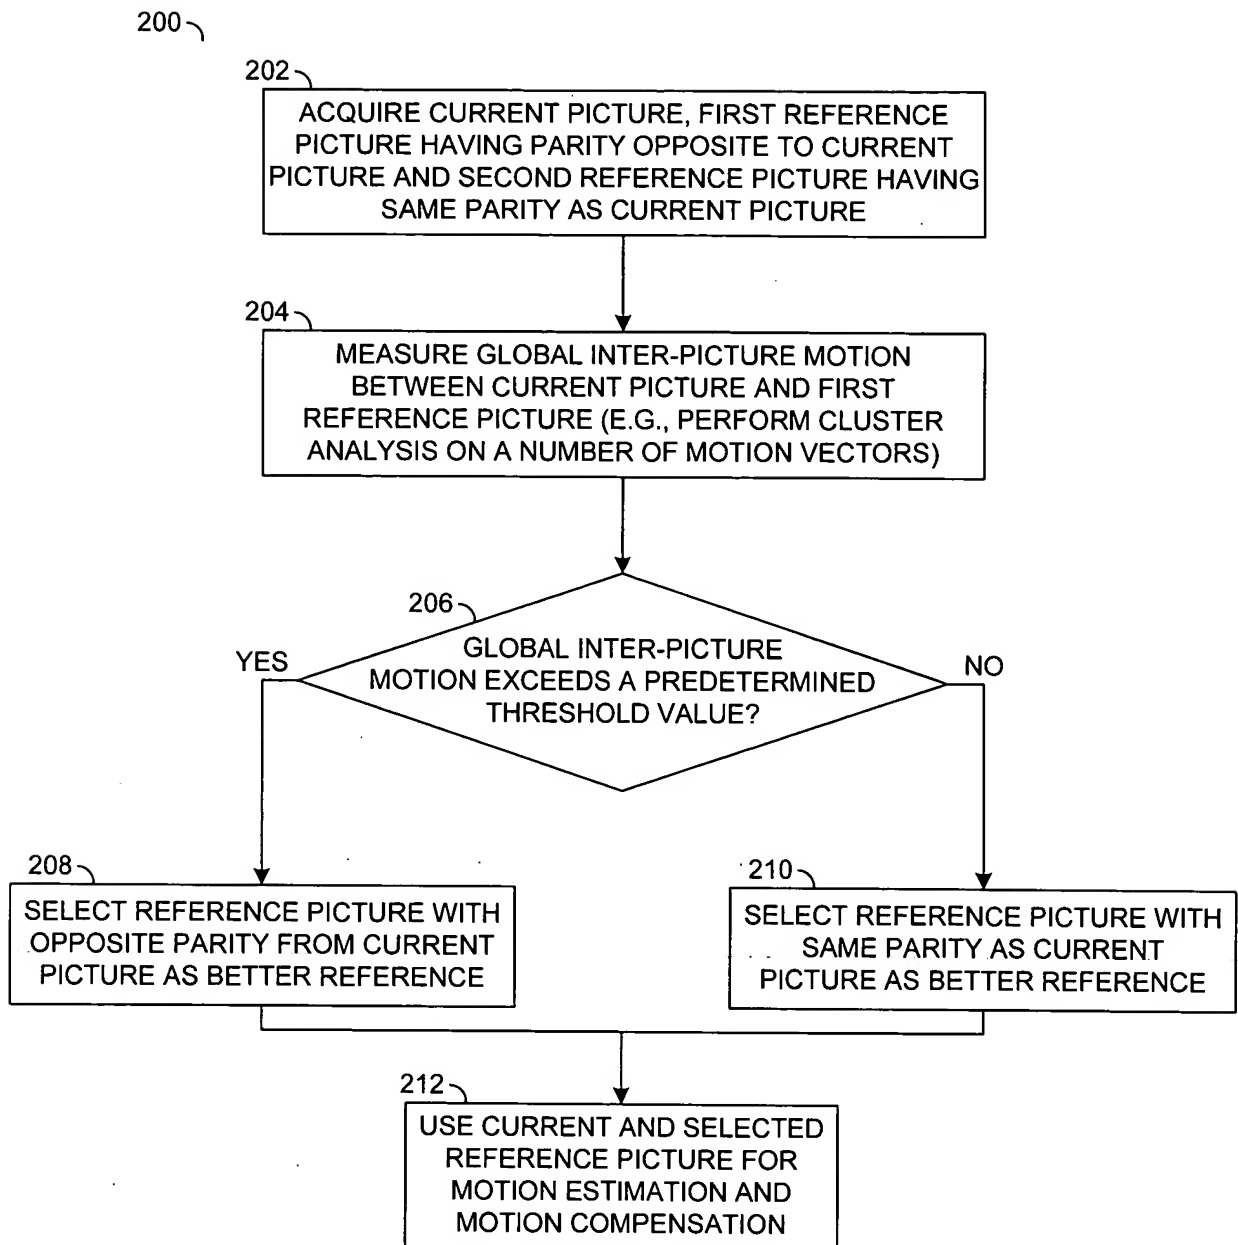 200
202
ACQUIRE CURRENT PICTURE, FIRST REFERENCE
PICTURE HAVING PARITY OPPOSITE TO CURRENT
PICTURE AND SECOND REFERENCE PICTURE HAVING
SAME PARITY AS CURRENT PICTURE
204
MEASURE GLOBAL INTER-PICTURE MOTION
BETWEEN CURRENT PICTURE AND FIRST
REFERENCE PICTURE (E.G., PERFORM CLUSTER
ANALYSIS ON A NUMBER OF MOTION VECTORS)
206
GLOBAL INTER-PICTURE
MOTION EXCEEDS A PREDETERMINED
THRESHOLD VALUE?
YES
NO
208
SELECT REFERENCE PICTURE WITH
OPPOSITE PARITY FROM CURRENT
PICTURE AS BETTER REFERENCE
210
SELECT REFERENCE PICTURE WITH
SAME PARITY AS CURRENT
PICTURE AS BETTER REFERENCE
212
USE CURRENT AND SELECTED
REFERENCE PICTURE FOR
MOTION ESTIMATION AND
MOTION COMPENSATION